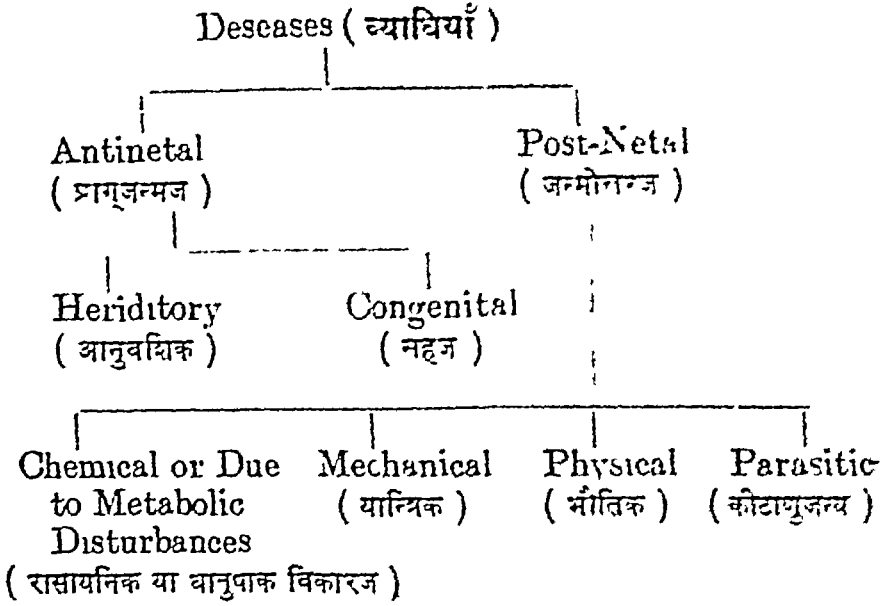 Deseases ( व्याधियाँ )
Antinetal
( प्राग्जन्मज )
Post-Netal
( जन्मोत्तरज )
Heriditory
( आनुवशिक )
Congenital
( सहज )
Chemical or Due
to Metabolic
Disturbances
( रासायनिक या धातुपाक विकारज )
Mechanical
( यान्त्रिक )
Physical
( भौतिक )
Parasitic
( कीटाणुजन्य )